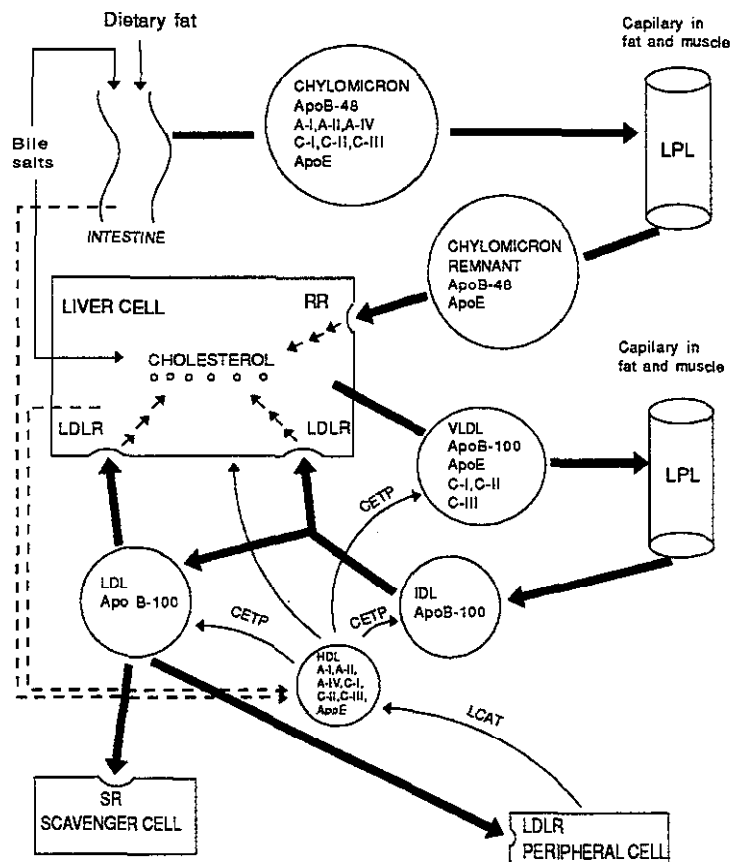 Dietary fat
Capilary in
fat and muscle
CHYLOMICRON
ApoB-48
A-I,A-II,A-IV
C-I,C-II,C-III
ApoE
LPL
Bile
salts
INTESTINE
CHYLOMICRON
REMNANT
ApoB-48
ApoE
LIVER CELL
RR
CHOLESTEROL
LDLR
LDLR
Capilary in
fat and muscle
VLDL
ApoB-100
ApoE
C-I,C-II
C-III
LPL
CETP
LDL
Apo B-100
IDL
ApoB-100
CETP
CETP
HDL
A-I,A-II,
A-IV,C-I,
C-II,C-III,
ApoE
LCAT
SR
SCAVENGER CELL
LDLR
PERIPHERAL CELL